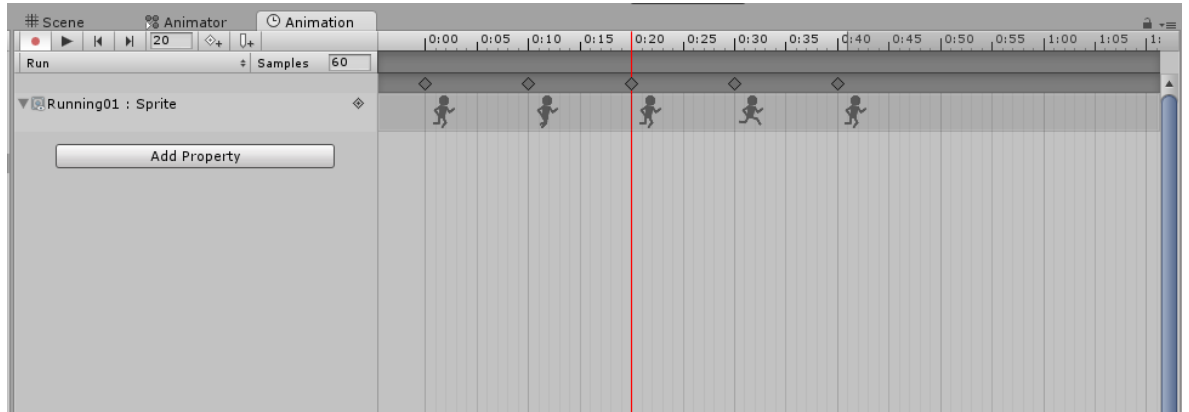 Scene Animator Animation
20 0:00 0:05 0:10 0:15 0:20 0:25 0:30 0:35 0:40 0:45 0:50 0:55 1:00 1:05 1:
Run Samples 60
Running01 : Sprite
Add Property